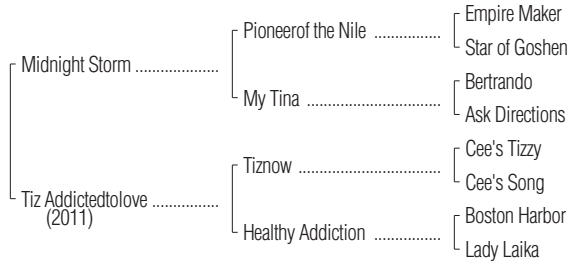 Empire Maker
Pioneerof the Nile ................
Star of Goshen
Midnight Storm ....................
Bertrando
My Tina ................................
Ask Directions
Cee's Tizzy
Tiznow ..................................
Cee's Song
Tiz Addictedtolove ................
(2011)
Boston Harbor
Healthy Addiction ................
Lady Laika